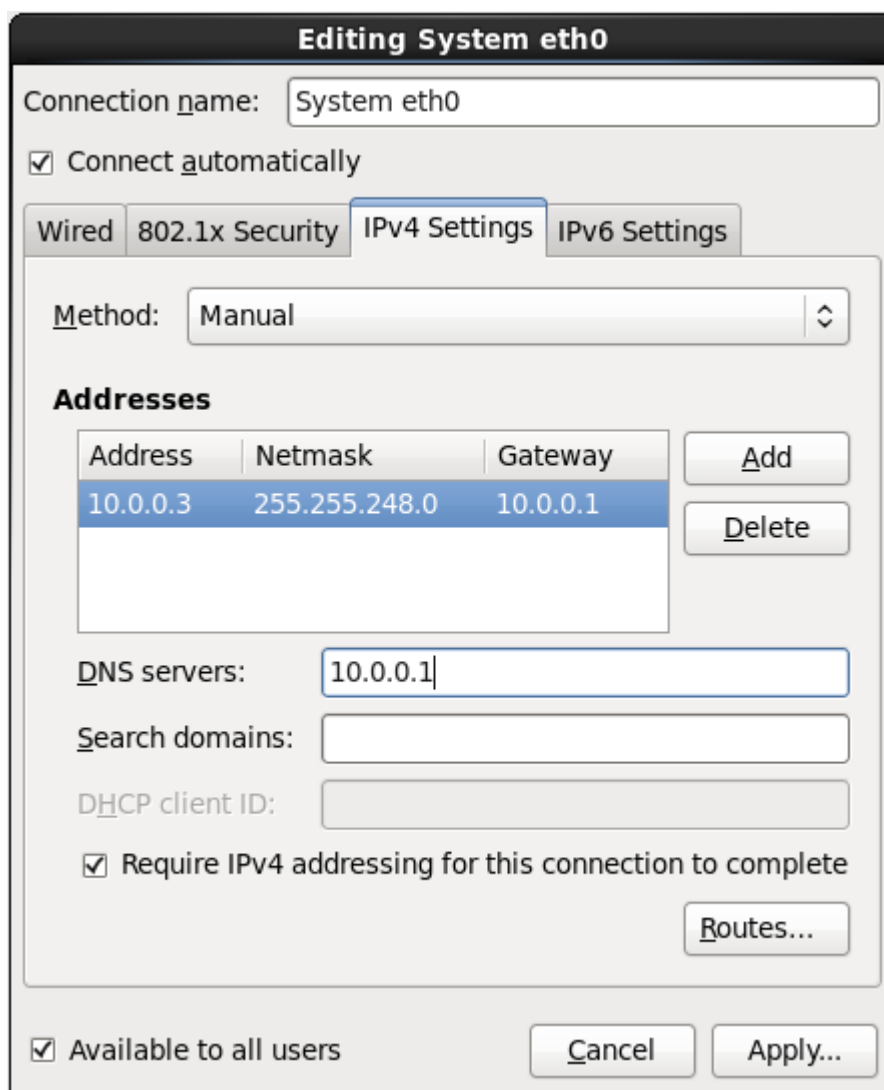 Editing System eth0
Connection name: System eth0
Connect automatically
Wired 802.1x Security IPv4 Settings IPv6 Settings
Method: Manual
Addresses
Address Netmask Gateway Add
10.0.0.3 255.255.248.0 10.0.0.1
Delete
DNS servers: 10.0.0.1
Search domains:
DHCP client ID:
Require IPv4 addressing for this connection to complete
Routes...
Available to all users Cancel Apply...